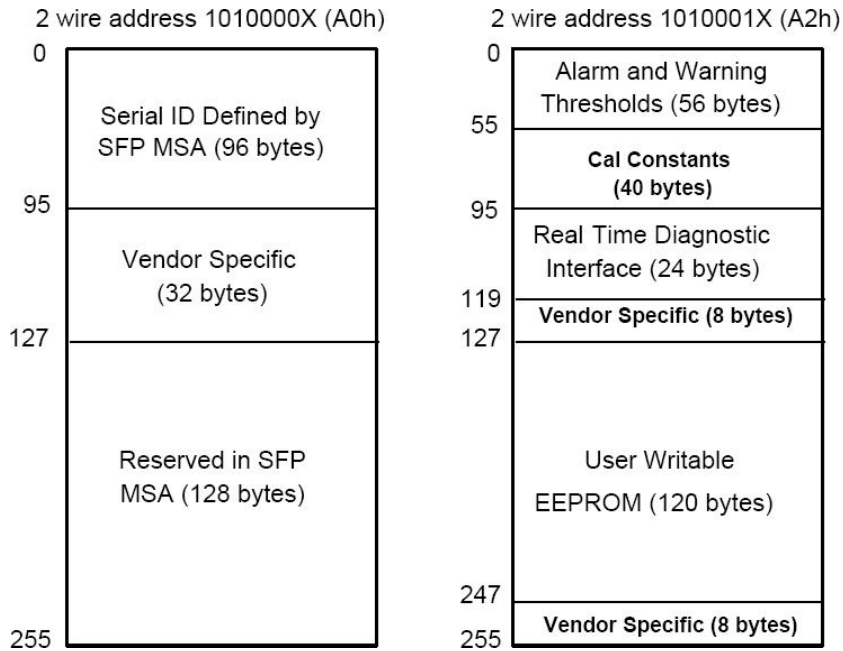 2 wire address 1010000X (A0h)
0
Serial ID Defined by
SFP MSA (96 bytes)
95
Vendor Specific
(32 bytes)
127
Reserved in SFP
MSA (128 bytes)
255
2 wire address 1010001X (A2h)
0
Alarm and Warning
Thresholds (56 bytes)
55
Cal Constants
(40 bytes)
95
Real Time Diagnostic
Interface (24 bytes)
119
Vendor Specific (8 bytes)
127
User Writable
EEPROM (120 bytes)
247
Vendor Specific (8 bytes)
255